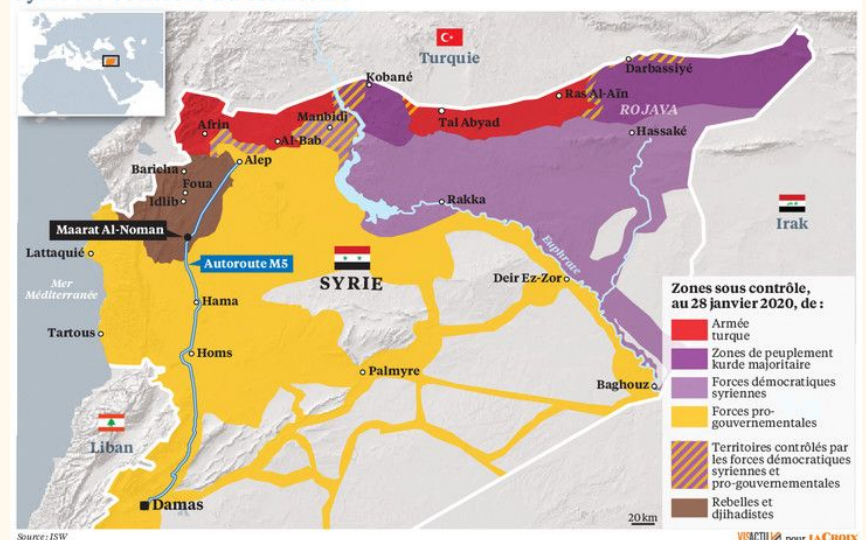 Turquie
Kobané
Darbassiyé
Ras Al-Aïn
Manbidj
ROJAVA
Afrin
Tal Abyad
Hassaké
Al-Bab
Alep
Baricha
Foua
Idlib
Rakka
Irak
Maarat Al-Noman
Lattaquié
Autoroute M5
Euphrate
SYRIE
Deir Ez-Zor
Mer
Méditerranée
Hama
Tartous
Homs
Palmyre
Baghouz
Liban
Damas
20 km
Zones sous contrôle,
au 28 janvier 2020, de :
Armée
turque
Zones de peuplement
kurde majoritaire
Forces démocratiques
syriennes
Forces pro-
gouvernementales
Territoires contrôlés par
les forces démocratiques
syriennes et
pro-gouvernementales
Rebelles et
djihadistes
Source : ISW
VISACTU pour LA CROIX